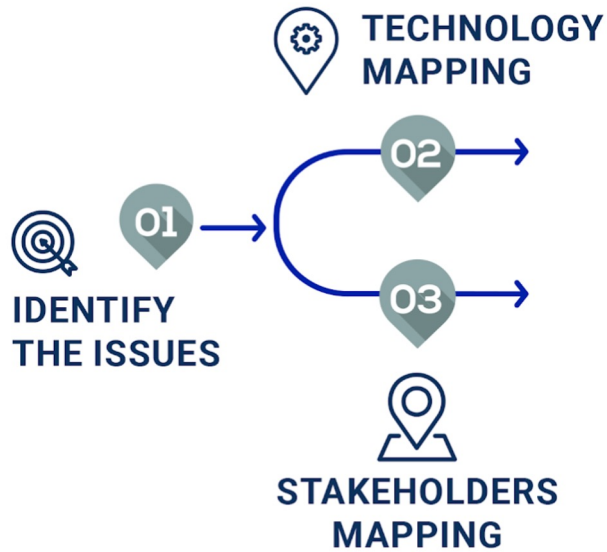 TECHNOLOGY
MAPPING
02
01
IDENTIFY
THE ISSUES
03
STAKEHOLDERS
MAPPING